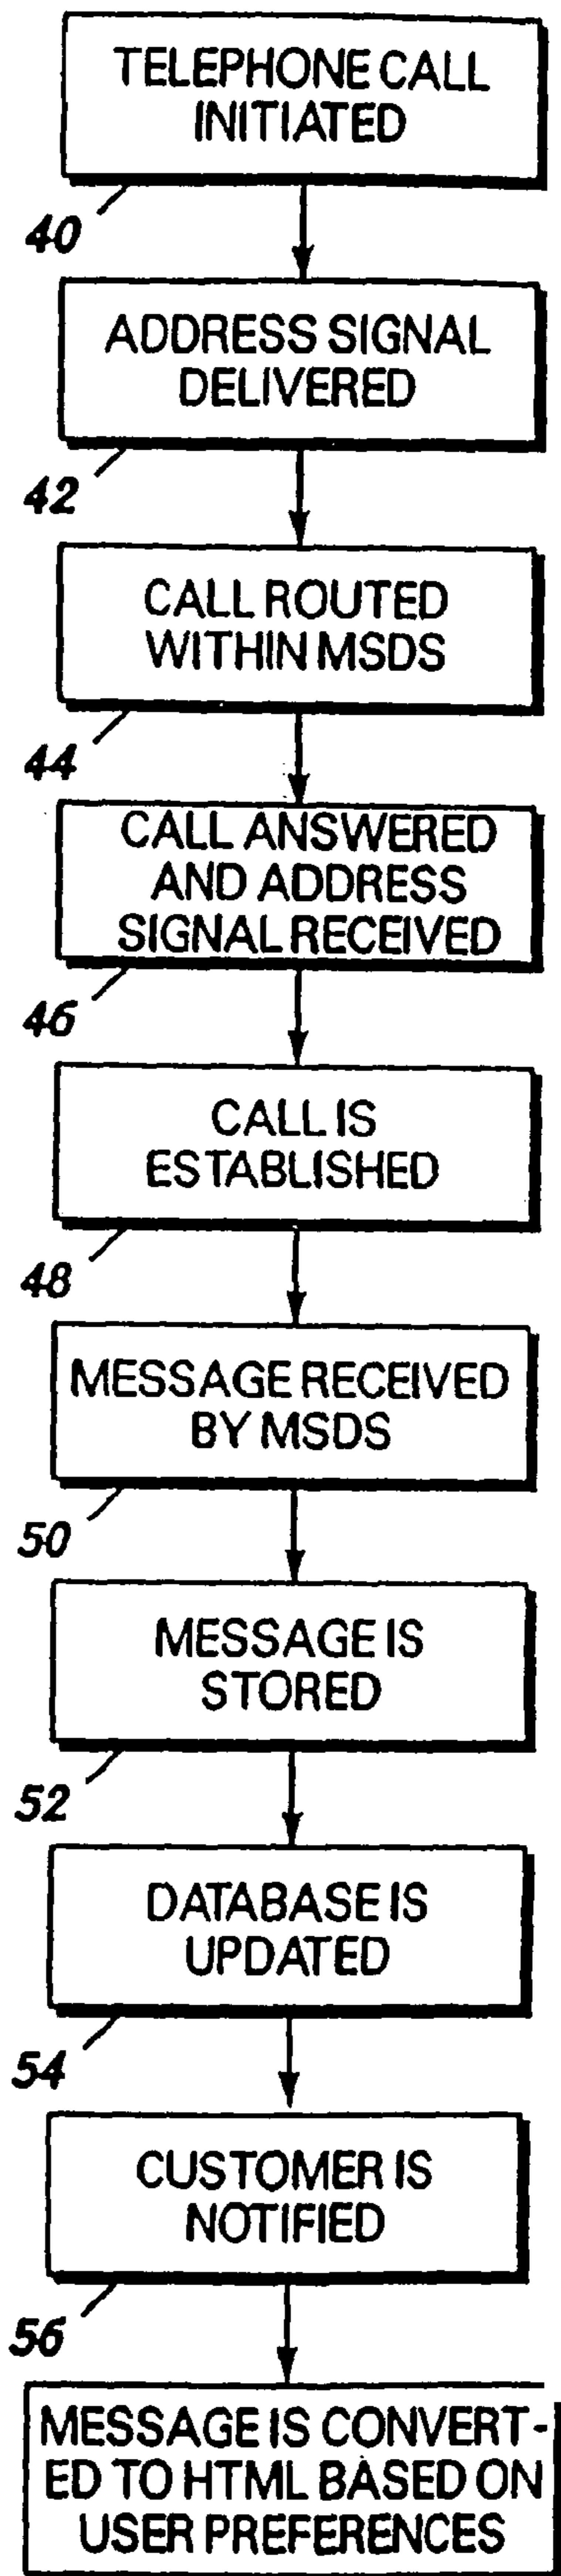 TELEPHONE CALL
INITIATED
40
ADDRESS SIGNAL
DELIVERED
42
CALL ROUTED
WITHIN MSDS
44
CALL ANSWERED
AND ADDRESS
SIGNAL RECEIVED
46
CALL IS
ESTABLISHED
48
MESSAGE RECEIVED
BY MSDS
50
MESSAGE IS
STORED
52
DATABASE IS
UPDATED
54
CUSTOMER IS
NOTIFIED
56
MESSAGE IS CONVERT-
ED TO HTML BASED ON
USER PREFERENCES